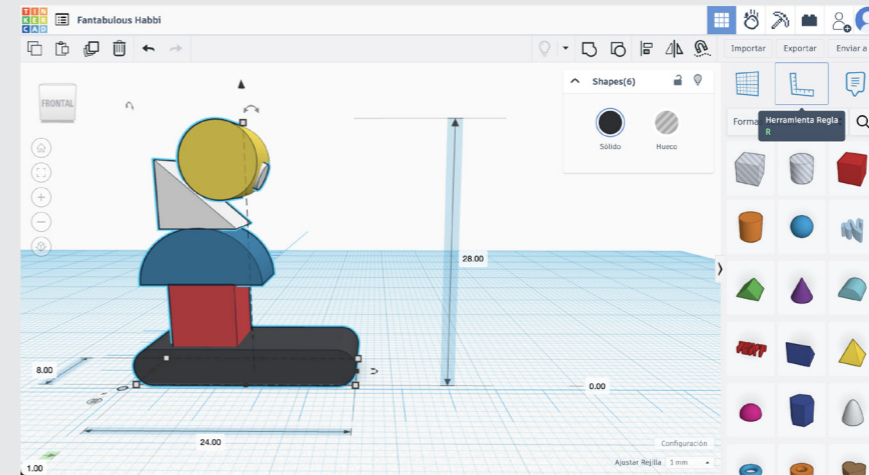 TIN
KER
CAD
Fantabulous Habbi
Importar
Exportar
Enviar a
FRONTAL
Shapes(6)
Sólido
Hueco
Forma
Herramienta Regla
R
28.00
8.00
0.00
24.00
1.00
Configuración
Ajustar Rejilla
1 mm
TEXT